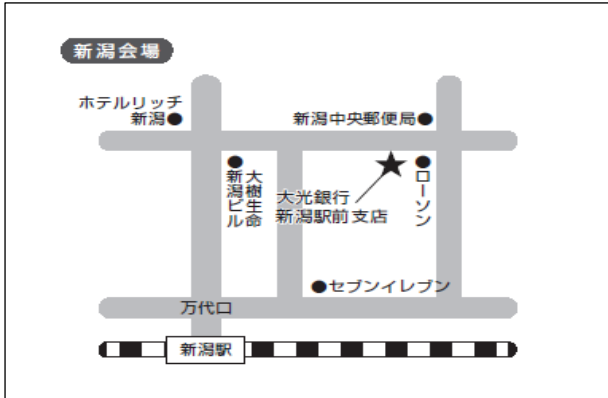 新潟会場
ホテルリッチ
新潟●
新潟中央郵便局●
●大樹生命
新潟ビル
大光銀行
新潟駅前支店
●ローソン
●セブンイレブン
万代口
新潟駅